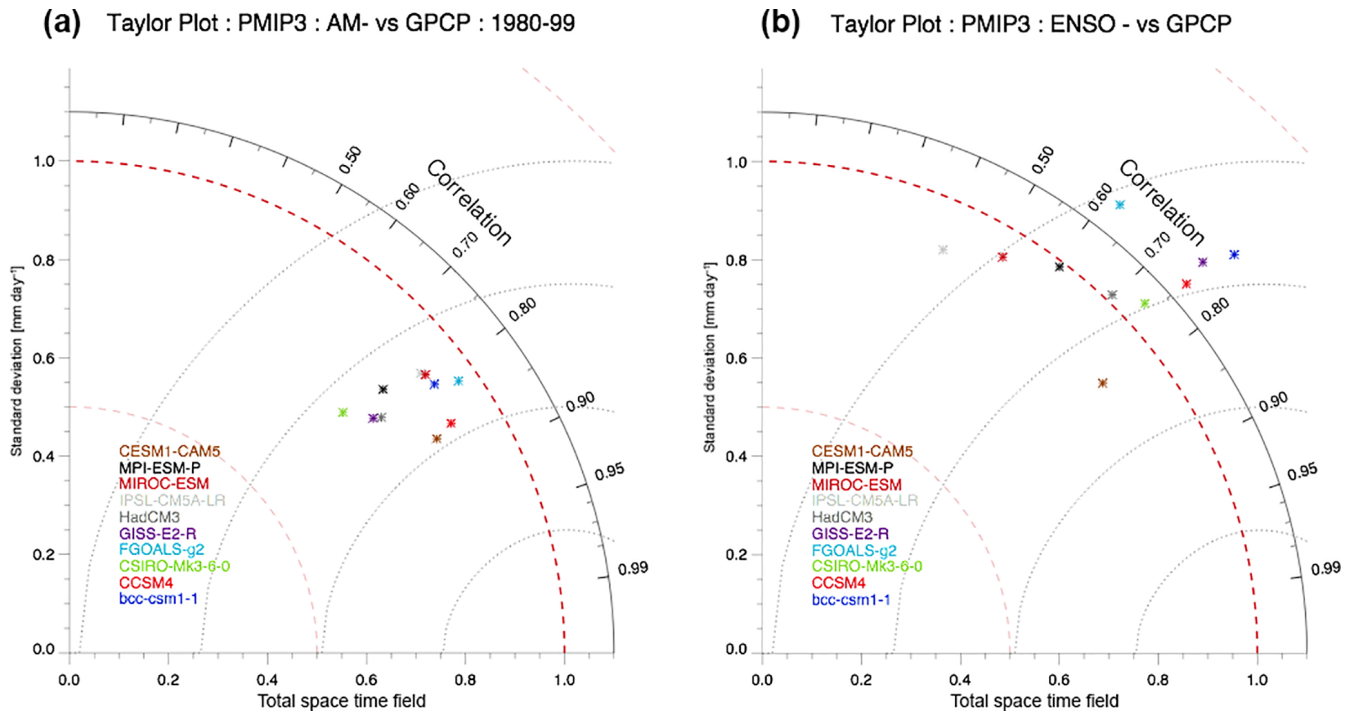 (a) Taylor Plot : PMIP3 : AM- vs GPCP : 1980-99
Standard deviation [mm day⁻¹]
1.0
0.8
0.6
0.4
0.2
0.0
0.50
0.60
Correlation
0.70
0.80
0.90
0.95
0.99
CESM1-CAM5
MPI-ESM-P
MIROC-ESM
IPSL-CM5A-LR
HadCM3
GISS-E2-R
FGOALS-g2
CSIRO-Mk3-6-0
CCSM4
bcc-csm1-1
0.0 0.2 0.4 0.6 0.8 1.0
Total space time field
(b) Taylor Plot : PMIP3 : ENSO - vs GPCP
Standard deviation [mm day⁻¹]
1.0
0.8
0.6
0.4
0.2
0.0
0.50
0.60
Correlation
0.70
0.80
0.90
0.95
0.99
CESM1-CAM5
MPI-ESM-P
MIROC-ESM
IPSL-CM5A-LR
HadCM3
GISS-E2-R
FGOALS-g2
CSIRO-Mk3-6-0
CCSM4
bcc-csm1-1
0.0 0.2 0.4 0.6 0.8 1.0
Total space time field